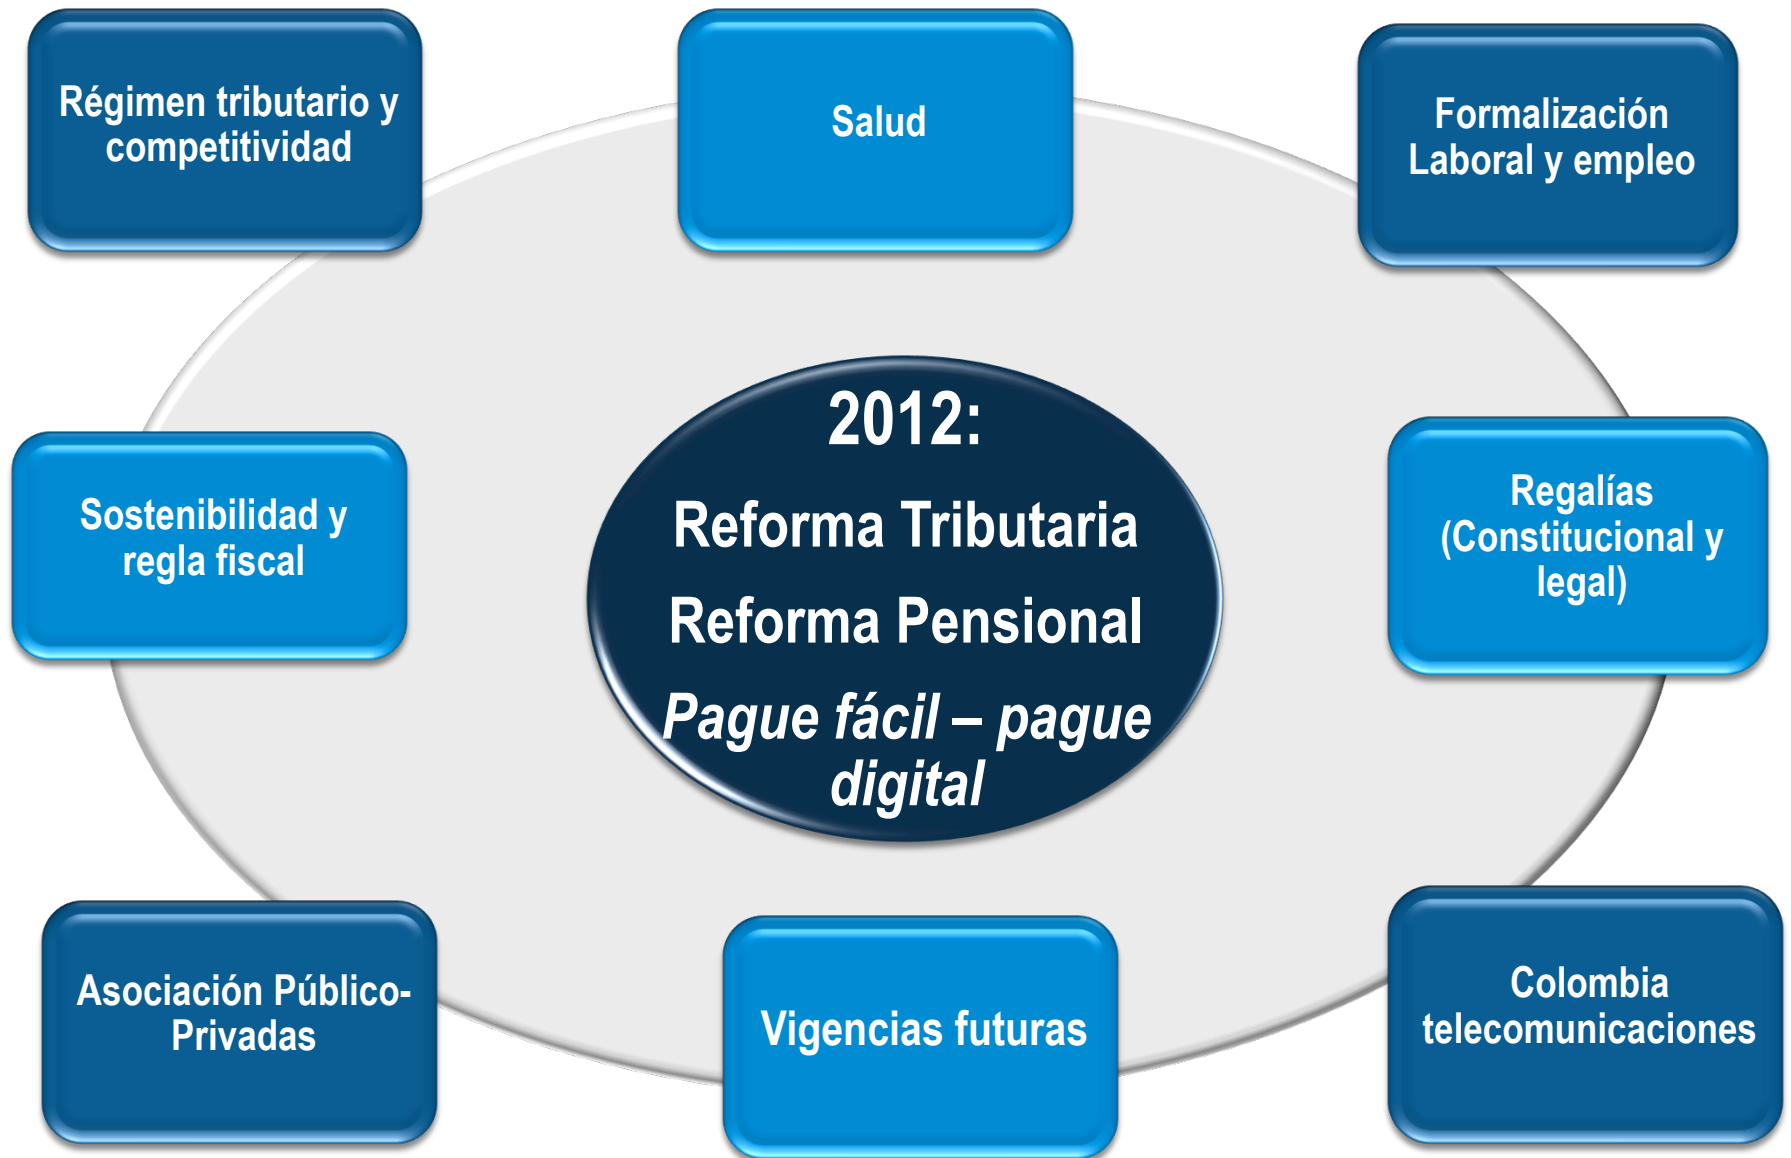 Régimen tributario y
competitividad
Salud
Formalización
Laboral y empleo
Sostenibilidad y
regla fiscal
2012:
Reforma Tributaria
Reforma Pensional
Pague fácil – pague
digital
Regalías
(Constitucional y
legal)
Asociación Público-
Privadas
Vigencias futuras
Colombia
telecomunicaciones